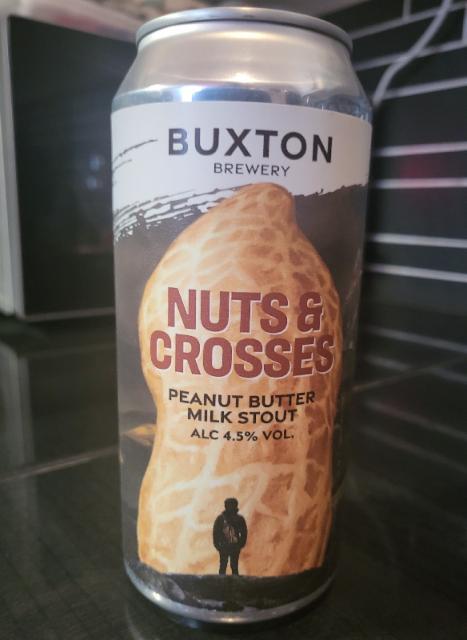 BUXTON
BREWERY
NUTS &
CROSSES
PEANUT BUTTER
MILK STOUT
ALC 4.5% VOL.